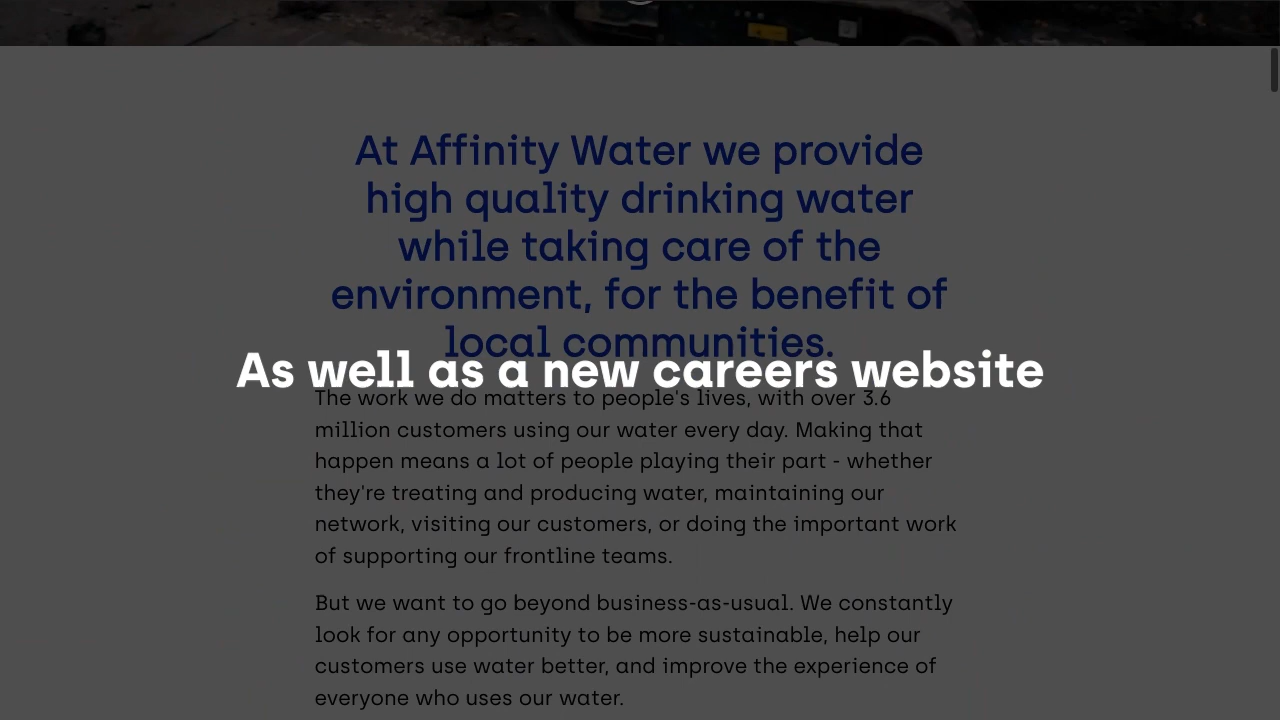 At Affinity Water we provide
high quality drinking water
while taking care of the
environment, for the benefit of
local communities.
As well as a new careers website
The work we do matters to people's lives, with over 3.6
million customers using our water every day. Making that
happen means a lot of people playing their part - whether
they're treating and producing water, maintaining our
network, visiting our customers, or doing the important work
of supporting our frontline teams.
But we want to go beyond business-as-usual. We constantly
look for any opportunity to be more sustainable, help our
customers use water better, and improve the experience of
everyone who uses our water.